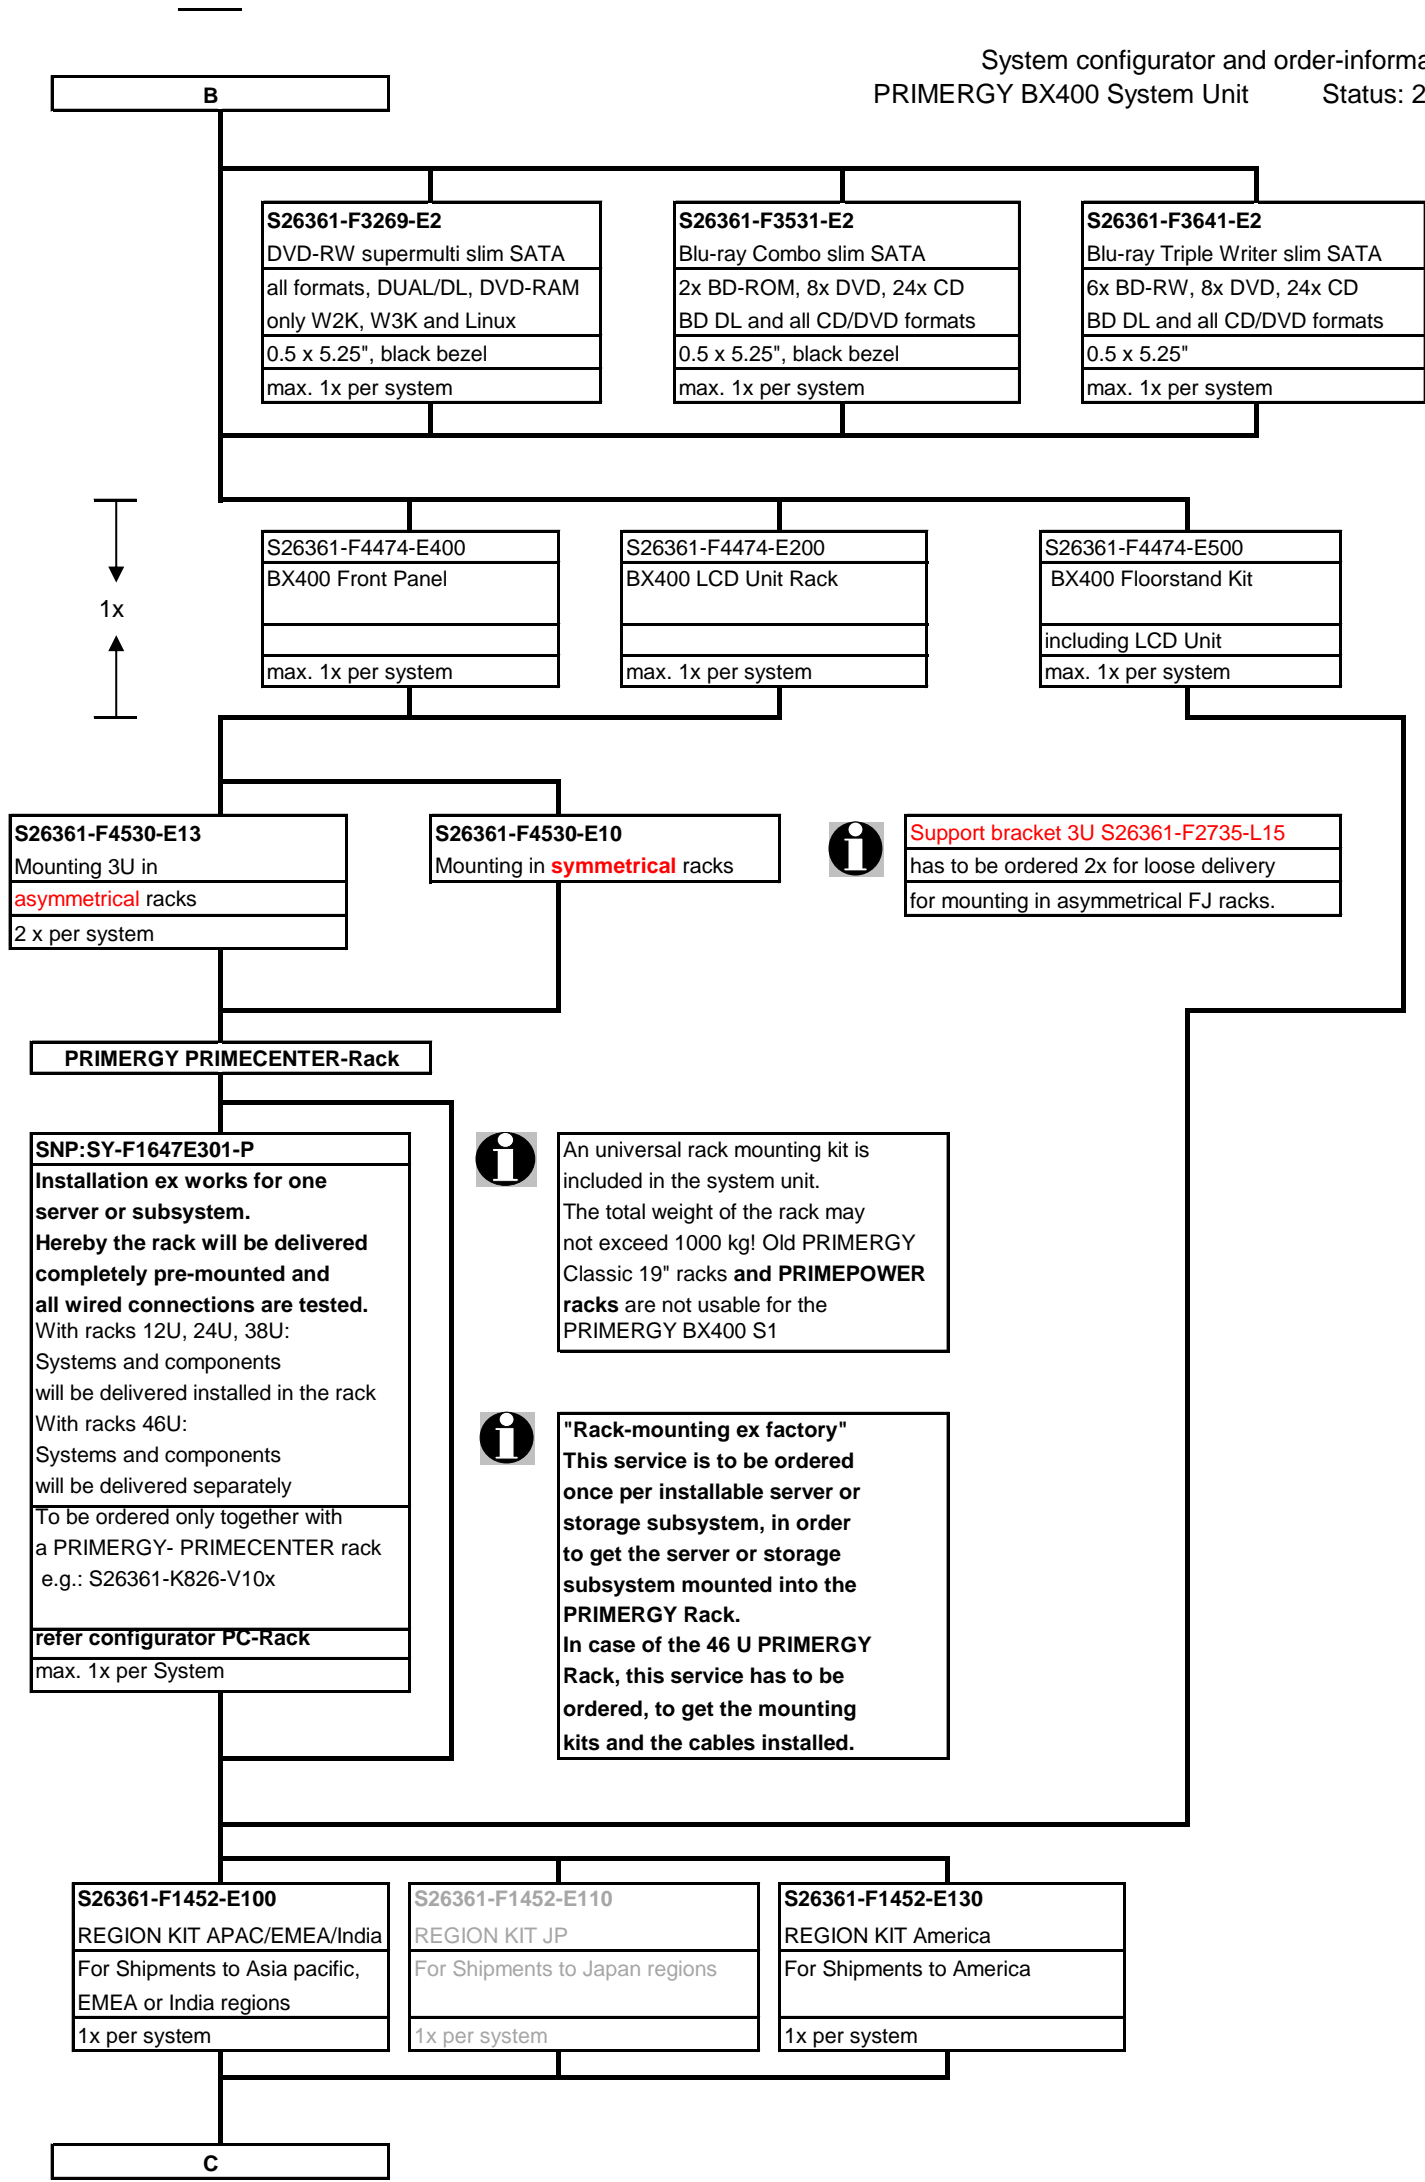 System configurator and order-informa
PRIMERGY BX400 System Unit Status: 2
B
S26361-F3269-E2
DVD-RW supermulti slim SATA
all formats, DUAL/DL, DVD-RAM
only W2K, W3K and Linux
0.5 x 5.25", black bezel
max. 1x per system
S26361-F3531-E2
Blu-ray Combo slim SATA
2x BD-ROM, 8x DVD, 24x CD
BD DL and all CD/DVD formats
0.5 x 5.25", black bezel
max. 1x per system
S26361-F3641-E2
Blu-ray Triple Writer slim SATA
6x BD-RW, 8x DVD, 24x CD
BD DL and all CD/DVD formats
0.5 x 5.25"
max. 1x per system
1x
S26361-F4474-E400
BX400 Front Panel
max. 1x per system
S26361-F4474-E200
BX400 LCD Unit Rack
max. 1x per system
S26361-F4474-E500
BX400 Floorstand Kit
including LCD Unit
max. 1x per system
S26361-F4530-E13
Mounting 3U in
asymmetrical racks
2 x per system
S26361-F4530-E10
Mounting in symmetrical racks
Support bracket 3U S26361-F2735-L15
has to be ordered 2x for loose delivery
for mounting in asymmetrical FJ racks.
PRIMERGY PRIMECENTER-Rack
SNP:SY-F1647E301-P
Installation ex works for one
server or subsystem.
Hereby the rack will be delivered
completely pre-mounted and
all wired connections are tested.
With racks 12U, 24U, 38U:
Systems and components
will be delivered installed in the rack
With racks 46U:
Systems and components
will be delivered separately
To be ordered only together with
a PRIMERGY- PRIMECENTER rack
e.g.: S26361-K826-V10x
refer configurator PC-Rack
max. 1x per System
An universal rack mounting kit is
included in the system unit.
The total weight of the rack may
not exceed 1000 kg! Old PRIMERGY
Classic 19" racks and PRIMEPOWER
racks are not usable for the
PRIMERGY BX400 S1
"Rack-mounting ex factory"
This service is to be ordered
once per installable server or
storage subsystem, in order
to get the server or storage
subsystem mounted into the
PRIMERGY Rack.
In case of the 46 U PRIMERGY
Rack, this service has to be
ordered, to get the mounting
kits and the cables installed.
S26361-F1452-E100
REGION KIT APAC/EMEA/India
For Shipments to Asia pacific,
EMEA or India regions
1x per system
S26361-F1452-E110
REGION KIT JP
For Shipments to Japan regions
1x per system
S26361-F1452-E130
REGION KIT America
For Shipments to America
1x per system
C